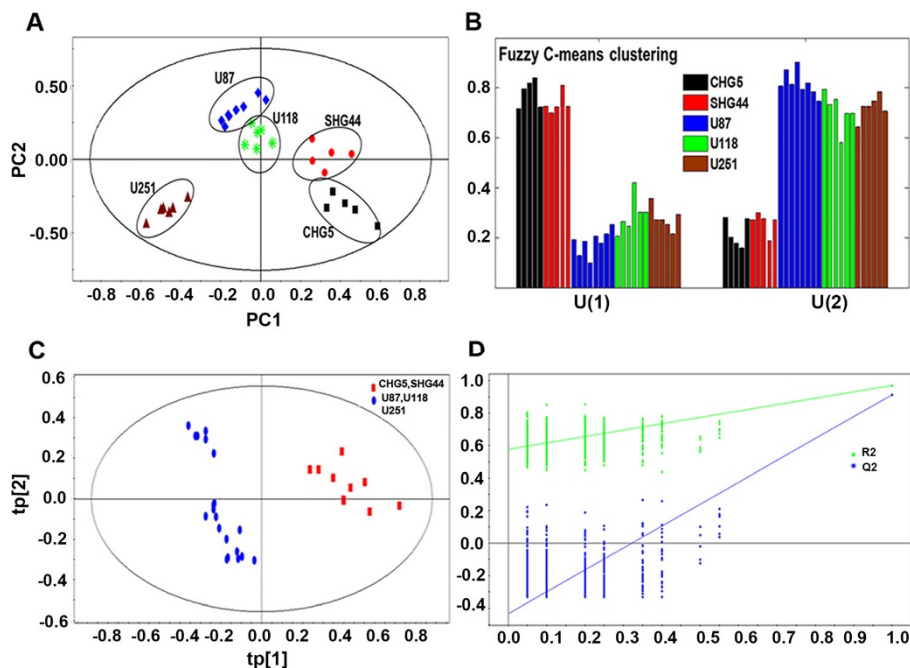 A
PC2
0.50
0.00
-0.50
U87
U118
SHG44
U251
CHG5
-0.8 -0.6 -0.4 -0.2 0.0 0.2 0.4 0.6 0.8
PC1
B
Fuzzy C-means clustering
0.8
0.6
0.4
0.2
CHG5
SHG44
U87
U118
U251
U(1) U(2)
C
tp[2]
0.6
0.4
0.2
0.0
-0.2
-0.4
-0.6
CHG5,SHG44
U87,U118
U251
-0.8 -0.6 -0.4 -0.2 0.0 0.2 0.4 0.6 0.8
tp[1]
D
1.0
0.8
0.6
0.4
0.2
-0.0
-0.2
-0.4
R2
Q2
0.0 0.1 0.2 0.3 0.4 0.5 0.6 0.7 0.8 0.9 1.0